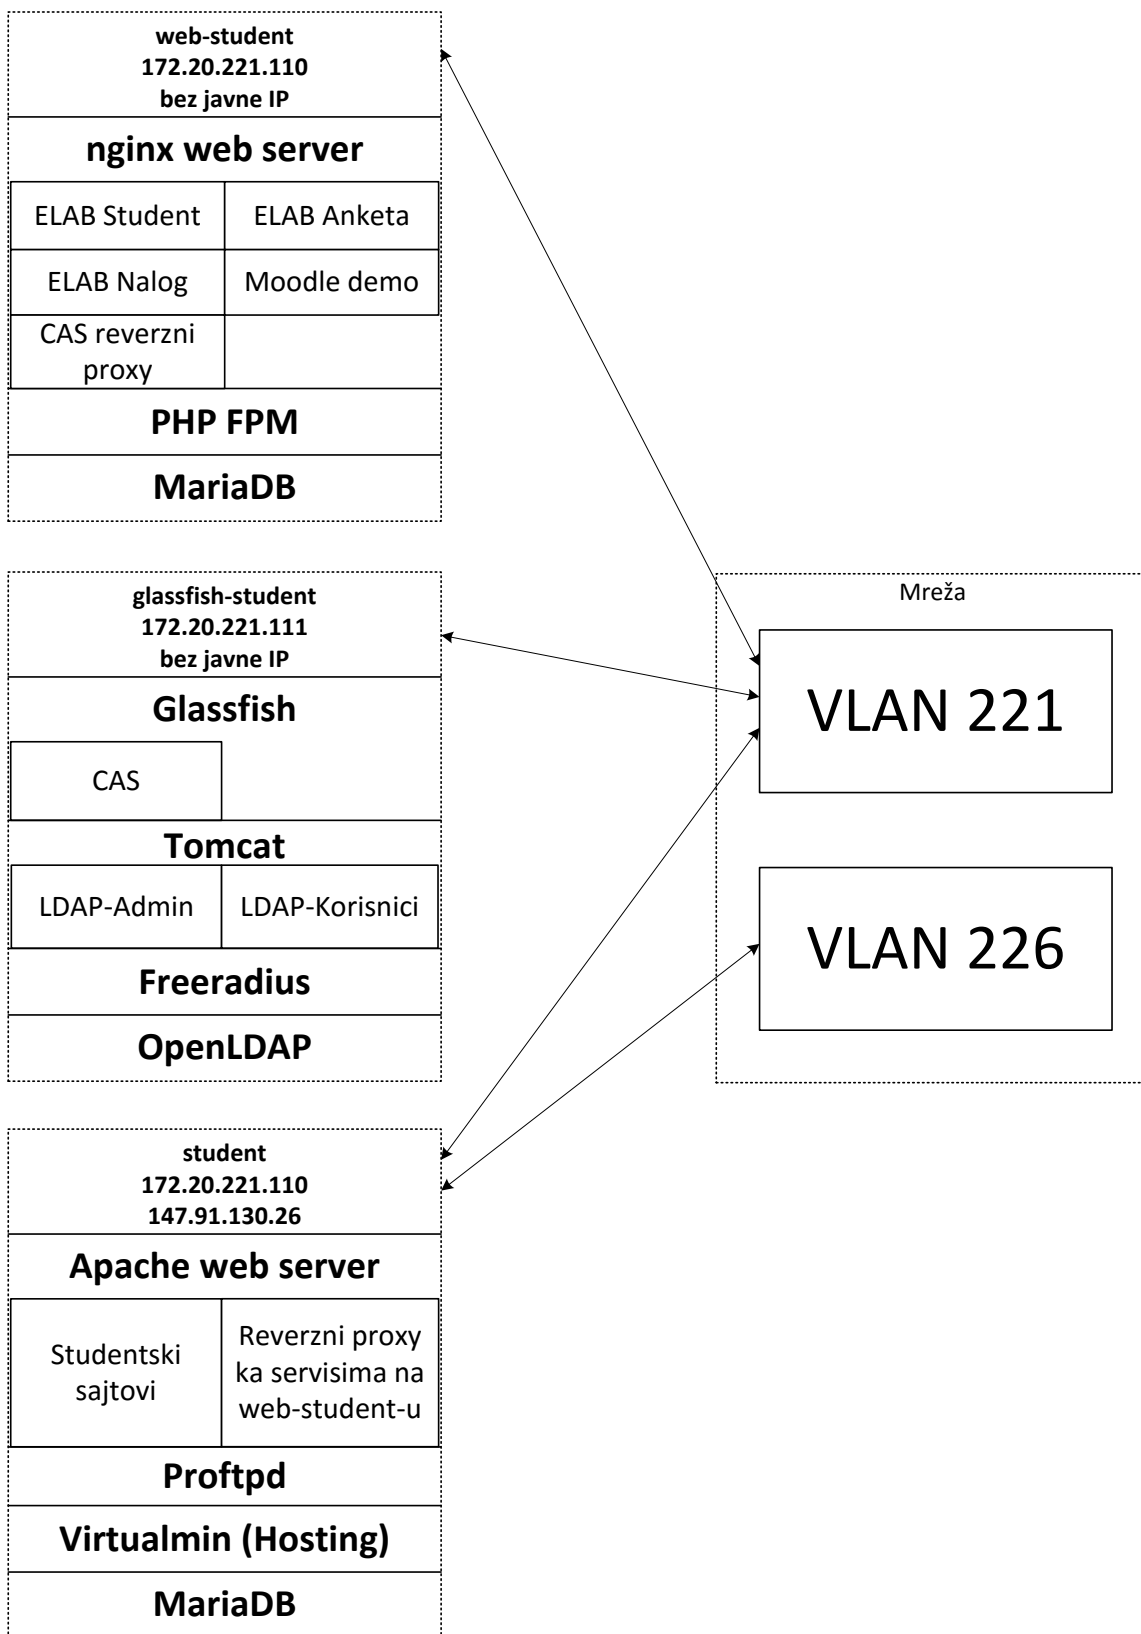 web-student
172.20.221.110
bez javne IP
nginx web server
ELAB Student
ELAB Anketa
ELAB Nalog
Moodle demo
CAS reverzni
proxy
PHP FPM
MariaDB
glassfish-student
172.20.221.111
bez javne IP
Glassfish
CAS
Tomcat
LDAP-Admin
LDAP-Korisnici
Freeradius
OpenLDAP
student
172.20.221.110
147.91.130.26
Apache web server
Studentski
sajtovi
Reverzni proxy
ka servisima na
web-student-u
Proftpd
Virtualmin (Hosting)
MariaDB
Mreža
VLAN 221
VLAN 226